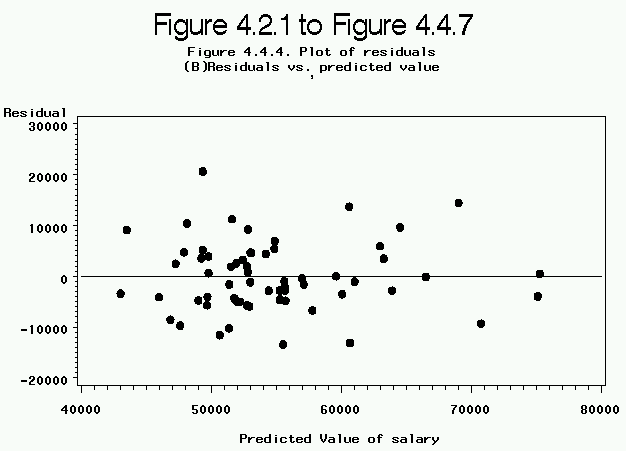 Figure 4.2.1 to Figure 4.4.7
Figure 4.4.4. Plot of residuals
(B)Residuals vs. predicted value
,
Residual
30000
20000
10000
0
-10000
-20000
40000 50000 60000 70000 80000
Predicted Value of salary